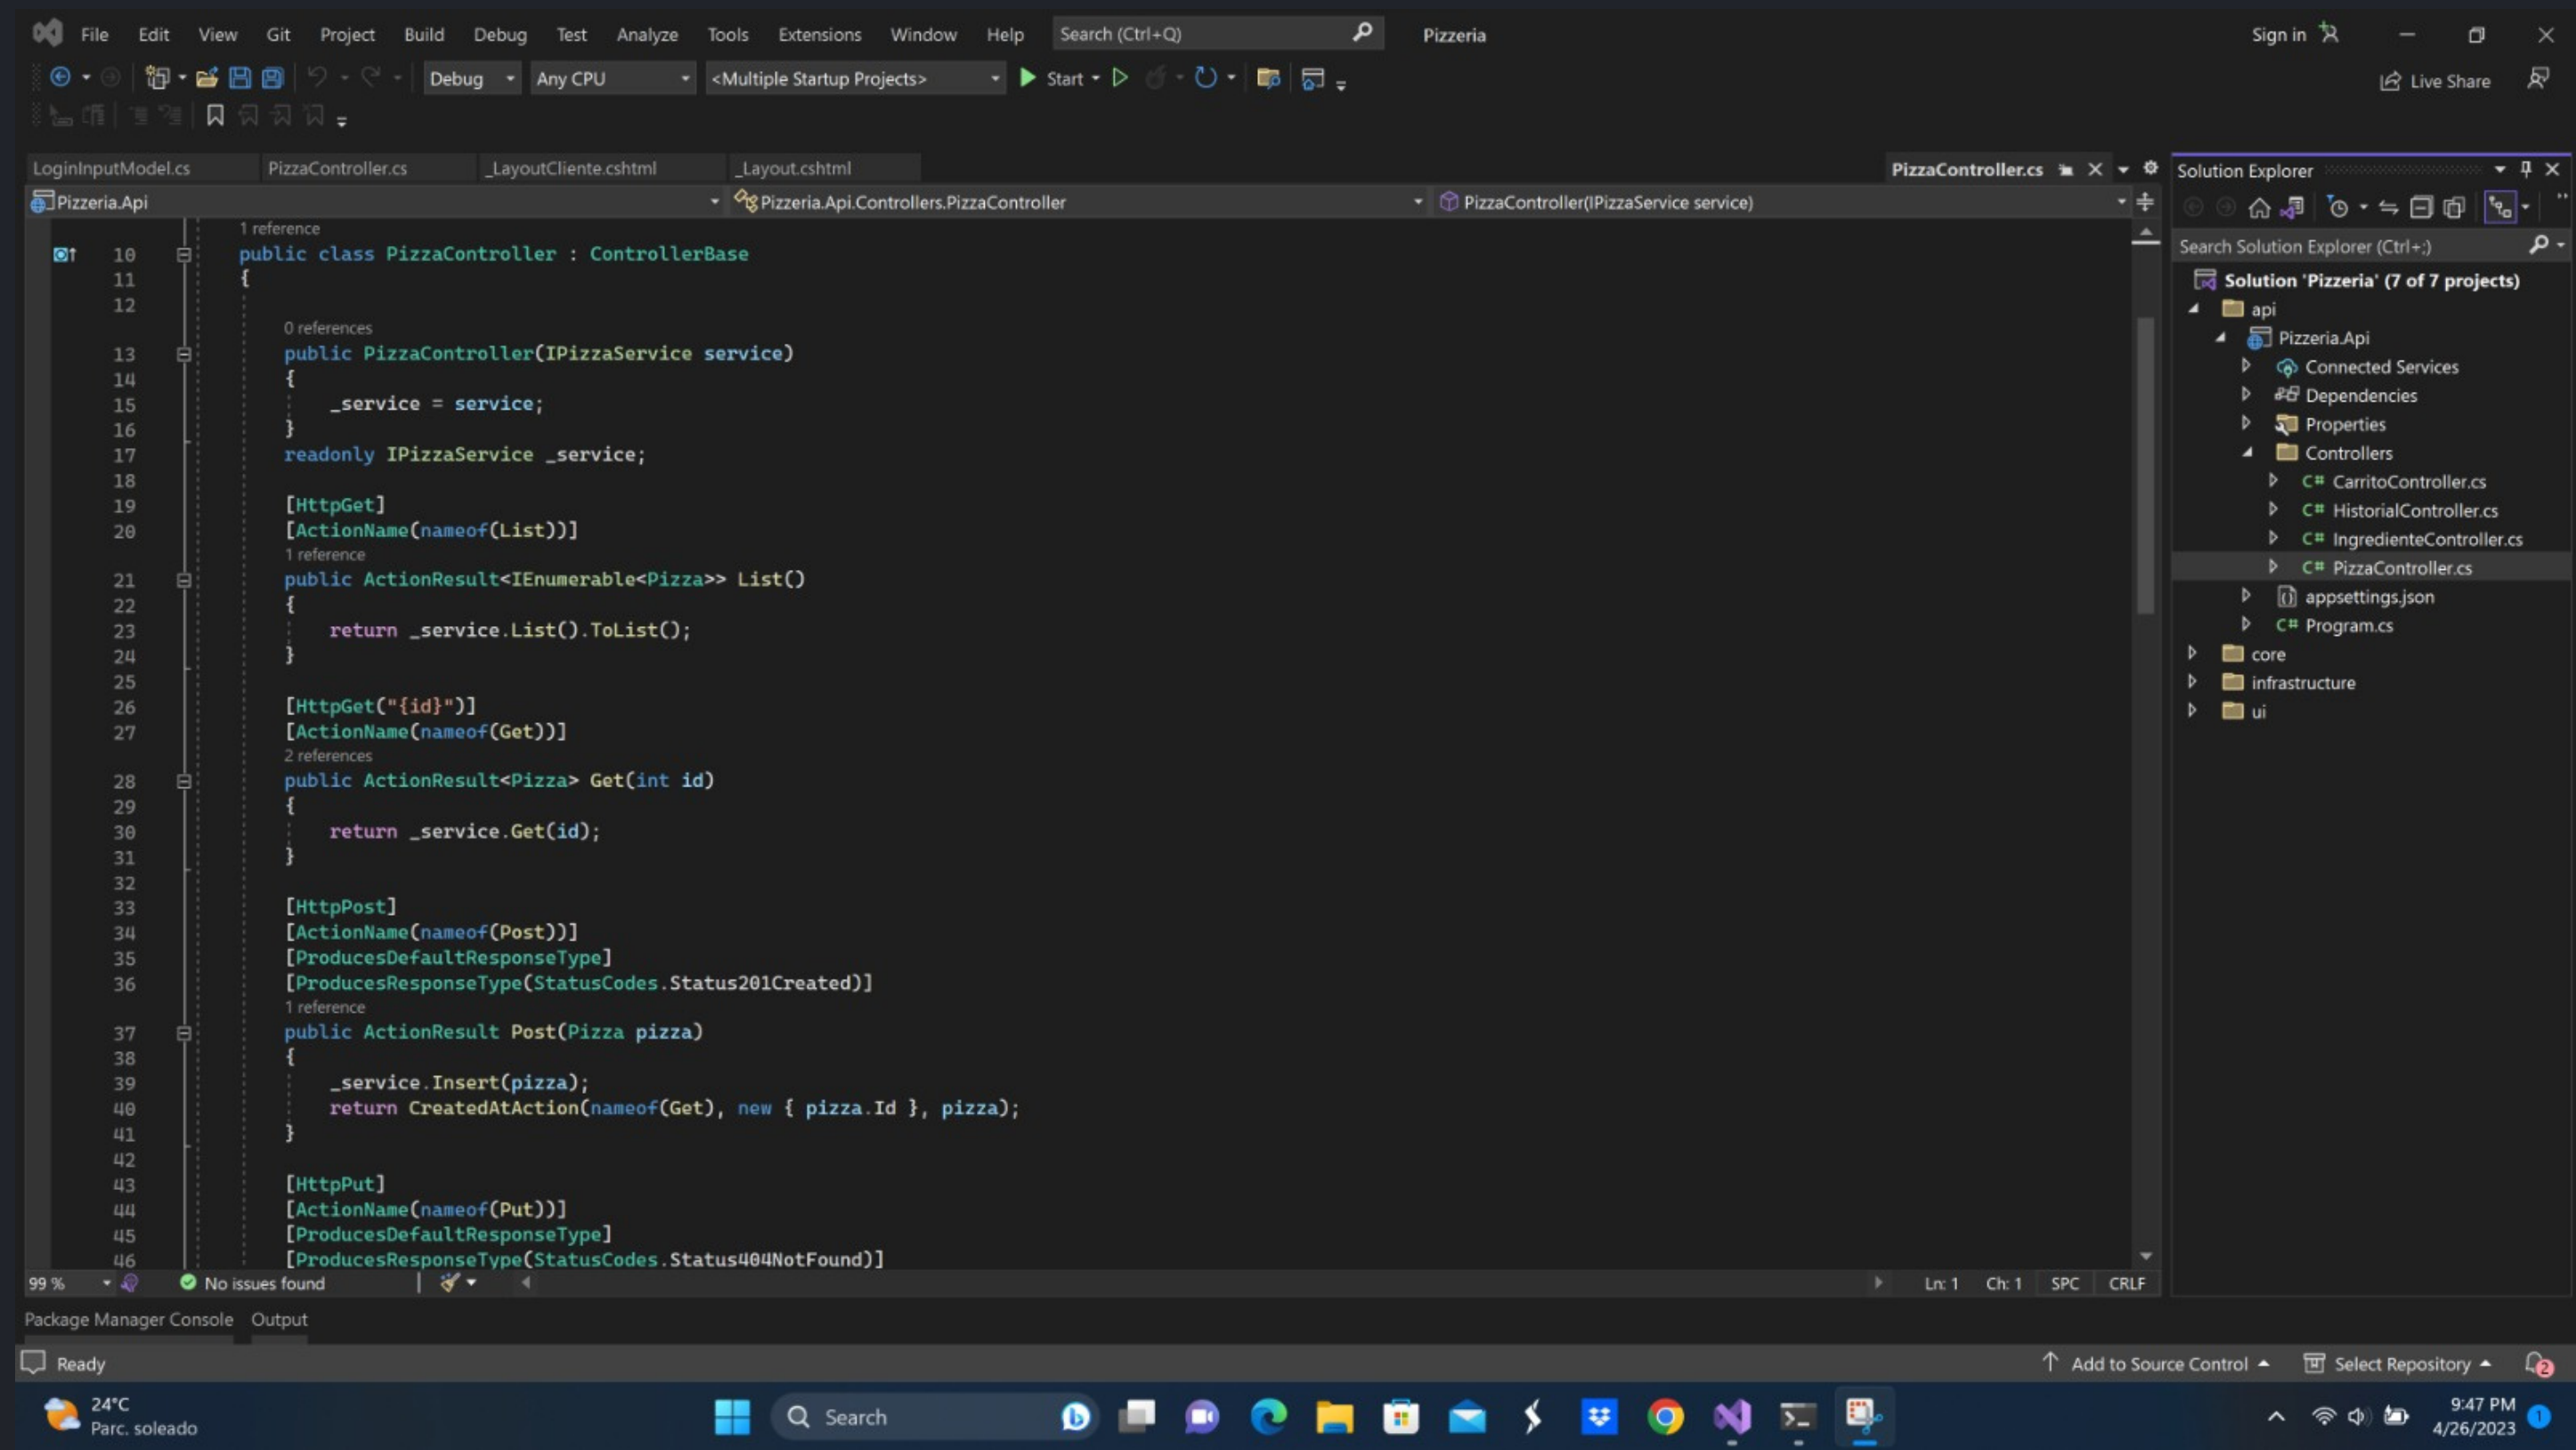 File Edit View Git Project Build Debug Test Analyze Tools Extensions Window Help Search (Ctrl+Q) Pizzeria Sign in
Debug Any CPU <Multiple Startup Projects> Start Live Share
LoginInputModel.cs PizzaController.cs _LayoutCliente.cshtml _Layout.cshtml PizzaController.cs
Pizzeria.Api Pizzeria.Api.Controllers.PizzaController PizzaController(IPizzaService service)
1 reference
10 public class PizzaController : ControllerBase
11 {
12
0 references
13 public PizzaController(IPizzaService service)
14 {
15 _service = service;
16 }
17 readonly IPizzaService _service;
18
19 [HttpGet]
20 [ActionName(nameof(List))]
1 reference
21 public ActionResult<IEnumerable<Pizza>> List()
22 {
23 return _service.List().ToList();
24 }
25
26 [HttpGet("{id}")]
27 [ActionName(nameof(Get))]
2 references
28 public ActionResult<Pizza> Get(int id)
29 {
30 return _service.Get(id);
31 }
32
33 [HttpPost]
34 [ActionName(nameof(Post))]
35 [ProducesDefaultResponseType]
36 [ProducesResponseType(StatusCodes.Status201Created)]
1 reference
37 public ActionResult Post(Pizza pizza)
38 {
39 _service.Insert(pizza);
40 return CreatedAtAction(nameof(Get), new { pizza.Id }, pizza);
41 }
42
43 [HttpPut]
44 [ActionName(nameof(Put))]
45 [ProducesDefaultResponseType]
46 [ProducesResponseType(StatusCodes.Status404NotFound)]
99 % No issues found Ln: 1 Ch: 1 SPC CRLF
Solution Explorer
Search Solution Explorer (Ctrl+;)
Solution 'Pizzeria' (7 of 7 projects)
api
Pizzeria.Api
Connected Services
Dependencies
Properties
Controllers
C# CarritoController.cs
C# HistorialController.cs
C# IngredienteController.cs
C# PizzaController.cs
appsettings.json
C# Program.cs
core
infrastructure
ui
Package Manager Console Output
Ready Add to Source Control Select Repository 2
24°C
Parc. soleado
Search
9:47 PM
4/26/2023
1